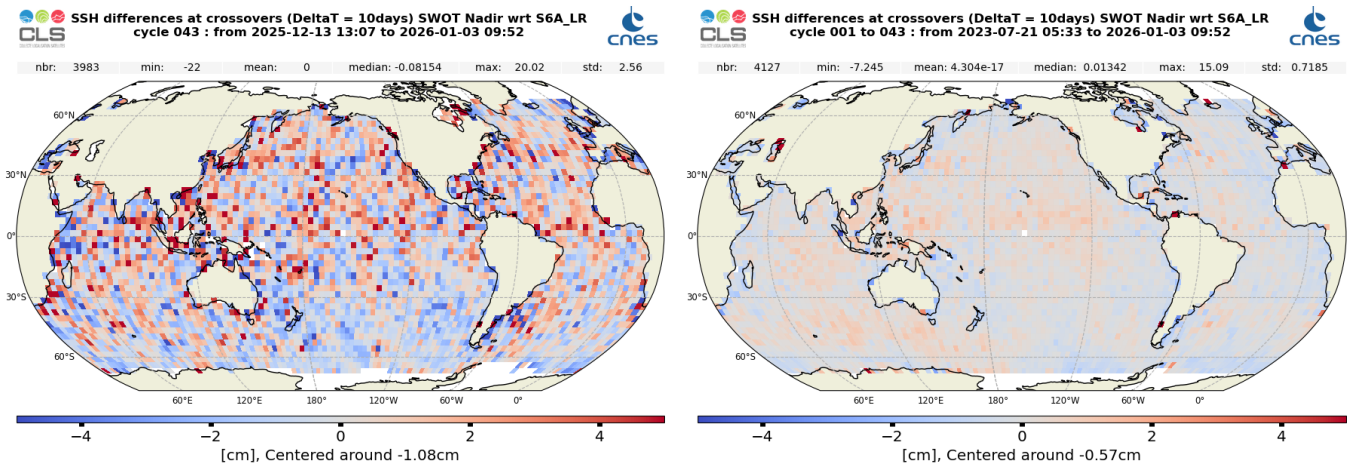 SSH differences at crossovers (DeltaT = 10days) SWOT Nadir wrt S6A_LR
cycle 043 : from 2025-12-13 13:07 to 2026-01-03 09:52
CLS
cnes
nbr: 3983 min: -22 mean: 0 median: -0.08154 max: 20.02 std: 2.56
60°N
30°N
0°
30°S
60°S
60°E 120°E 180° 120°W 60°W 0°
−4 −2 0 2 4
[cm], Centered around -1.08cm
SSH differences at crossovers (DeltaT = 10days) SWOT Nadir wrt S6A_LR
cycle 001 to 043 : from 2023-07-21 05:33 to 2026-01-03 09:52
CLS
cnes
nbr: 4127 min: -7.245 mean: 4.304e-17 median: 0.01342 max: 15.09 std: 0.7185
60°N
30°N
0°
30°S
60°S
60°E 120°E 180° 120°W 60°W 0°
−4 −2 0 2 4
[cm], Centered around -0.57cm